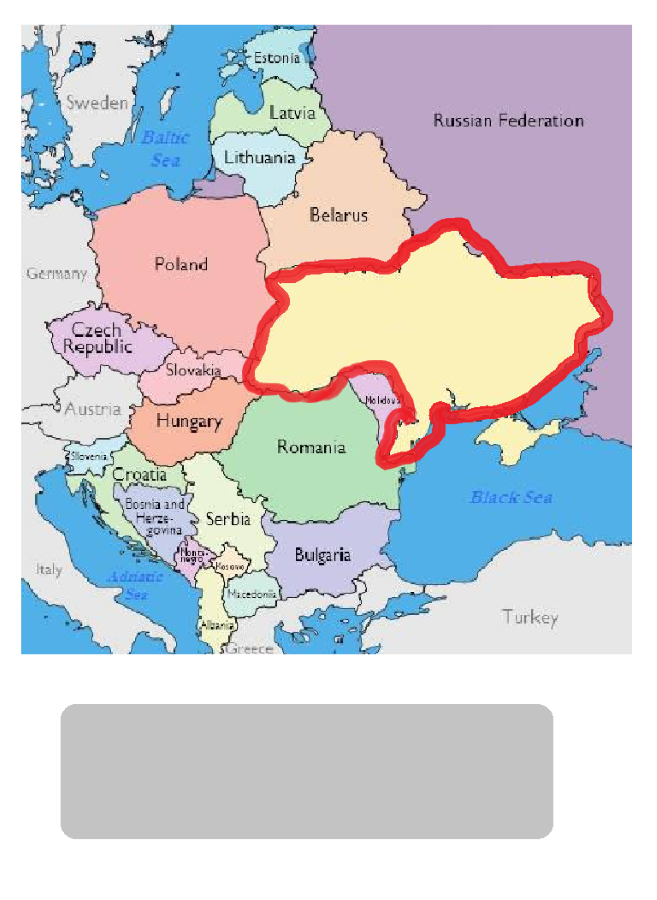 Estonia
Sweden
Latvia
Russian Federation
Baltic
Sea
Lithuania
Belarus
Poland
Germany
Czech
Republic
Slovakia
Austria
Moldova
Hungary
Romania
Slovenia
Croatia
Bosnia and
Herze-
govina
Serbia
Black Sea
Monte-
negro
Kosovo
Bulgaria
Italy
Adriatic
Sea
Macedonia
Albania
Turkey
Greece